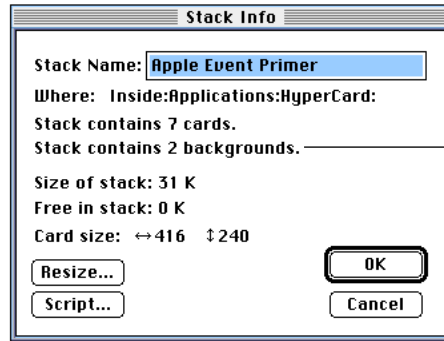 Stack Info
Stack Name: Apple Event Primer
Where: Inside:Applications:HyperCard:
Stack contains 7 cards.
Stack contains 2 backgrounds.
Size of stack: 31 K
Free in stack: 0 K
Card size: ↔416 ↕240
Resize...
OK
Script...
Cancel